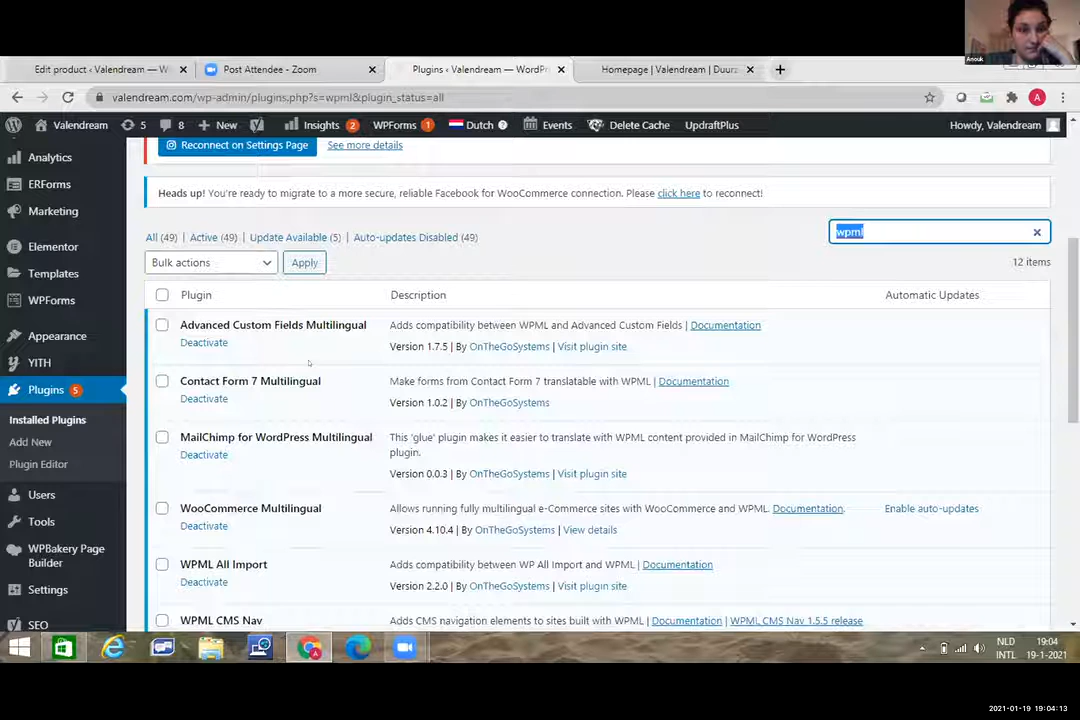 Anouk
Edit product ‹ Valendream — W
Post Attendee - Zoom
Plugins ‹ Valendream — WordPr
Homepage | Valendream | Duurz
valendream.com/wp-admin/plugins.php?s=wpml&plugin_status=all
A
Valendream 5 8 New Insights 2 WPForms 1 Dutch Events Delete Cache UpdraftPlus Howdy, Valendream
Analytics
ERForms
Marketing
Elementor
Templates
WPForms
Appearance
YITH
Plugins 5
Installed Plugins
Add New
Plugin Editor
Users
Tools
WPBakery Page
Builder
Settings
SEO
Reconnect on Settings Page See more details
Heads up! You're ready to migrate to a more secure, reliable Facebook for WooCommerce connection. Please click here to reconnect!
All (49) | Active (49) | Update Available (5) | Auto-updates Disabled (49)
wpml
Bulk actions Apply
12 items
Plugin Description Automatic Updates
Advanced Custom Fields Multilingual
Deactivate
Adds compatibility between WPML and Advanced Custom Fields | Documentation
Version 1.7.5 | By OnTheGoSystems | Visit plugin site
Contact Form 7 Multilingual
Deactivate
Make forms from Contact Form 7 translatable with WPML | Documentation
Version 1.0.2 | By OnTheGoSystems
MailChimp for WordPress Multilingual
Deactivate
This 'glue' plugin makes it easier to translate with WPML content provided in MailChimp for WordPress
plugin.
Version 0.0.3 | By OnTheGoSystems | Visit plugin site
WooCommerce Multilingual
Deactivate
Allows running fully multilingual e-Commerce sites with WooCommerce and WPML. Documentation.
Version 4.10.4 | By OnTheGoSystems | View details
Enable auto-updates
WPML All Import
Deactivate
Adds compatibility between WP All Import and WPML | Documentation
Version 2.2.0 | By OnTheGoSystems | Visit plugin site
WPML CMS Nav
Adds CMS navigation elements to sites built with WPML | Documentation | WPML CMS Nav 1.5.5 release
NLD
INTL
19:04
19-1-2021
2021-01-19 19:04:13